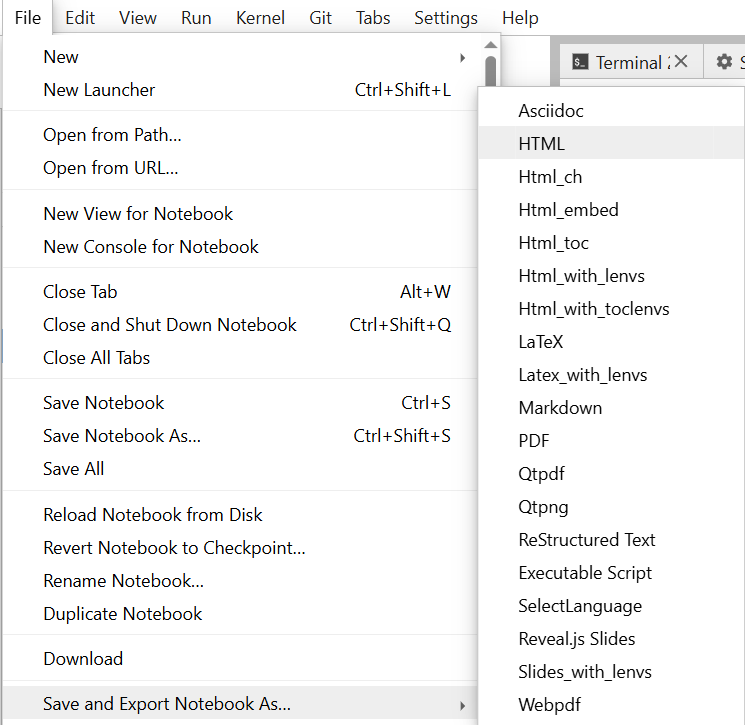 File Edit View Run Kernel Git Tabs Settings Help
New
New Launcher Ctrl+Shift+L
Open from Path...
Open from URL...
New View for Notebook
New Console for Notebook
Close Tab Alt+W
Close and Shut Down Notebook Ctrl+Shift+Q
Close All Tabs
Save Notebook Ctrl+S
Save Notebook As... Ctrl+Shift+S
Save All
Reload Notebook from Disk
Revert Notebook to Checkpoint...
Rename Notebook...
Duplicate Notebook
Download
Save and Export Notebook As...
Terminal
Asciidoc
HTML
Html_ch
Html_embed
Html_toc
Html_with_lenvs
Html_with_toclenvs
LaTeX
Latex_with_lenvs
Markdown
PDF
Qtpdf
Qtpng
ReStructured Text
Executable Script
SelectLanguage
Reveal.js Slides
Slides_with_lenvs
Webpdf